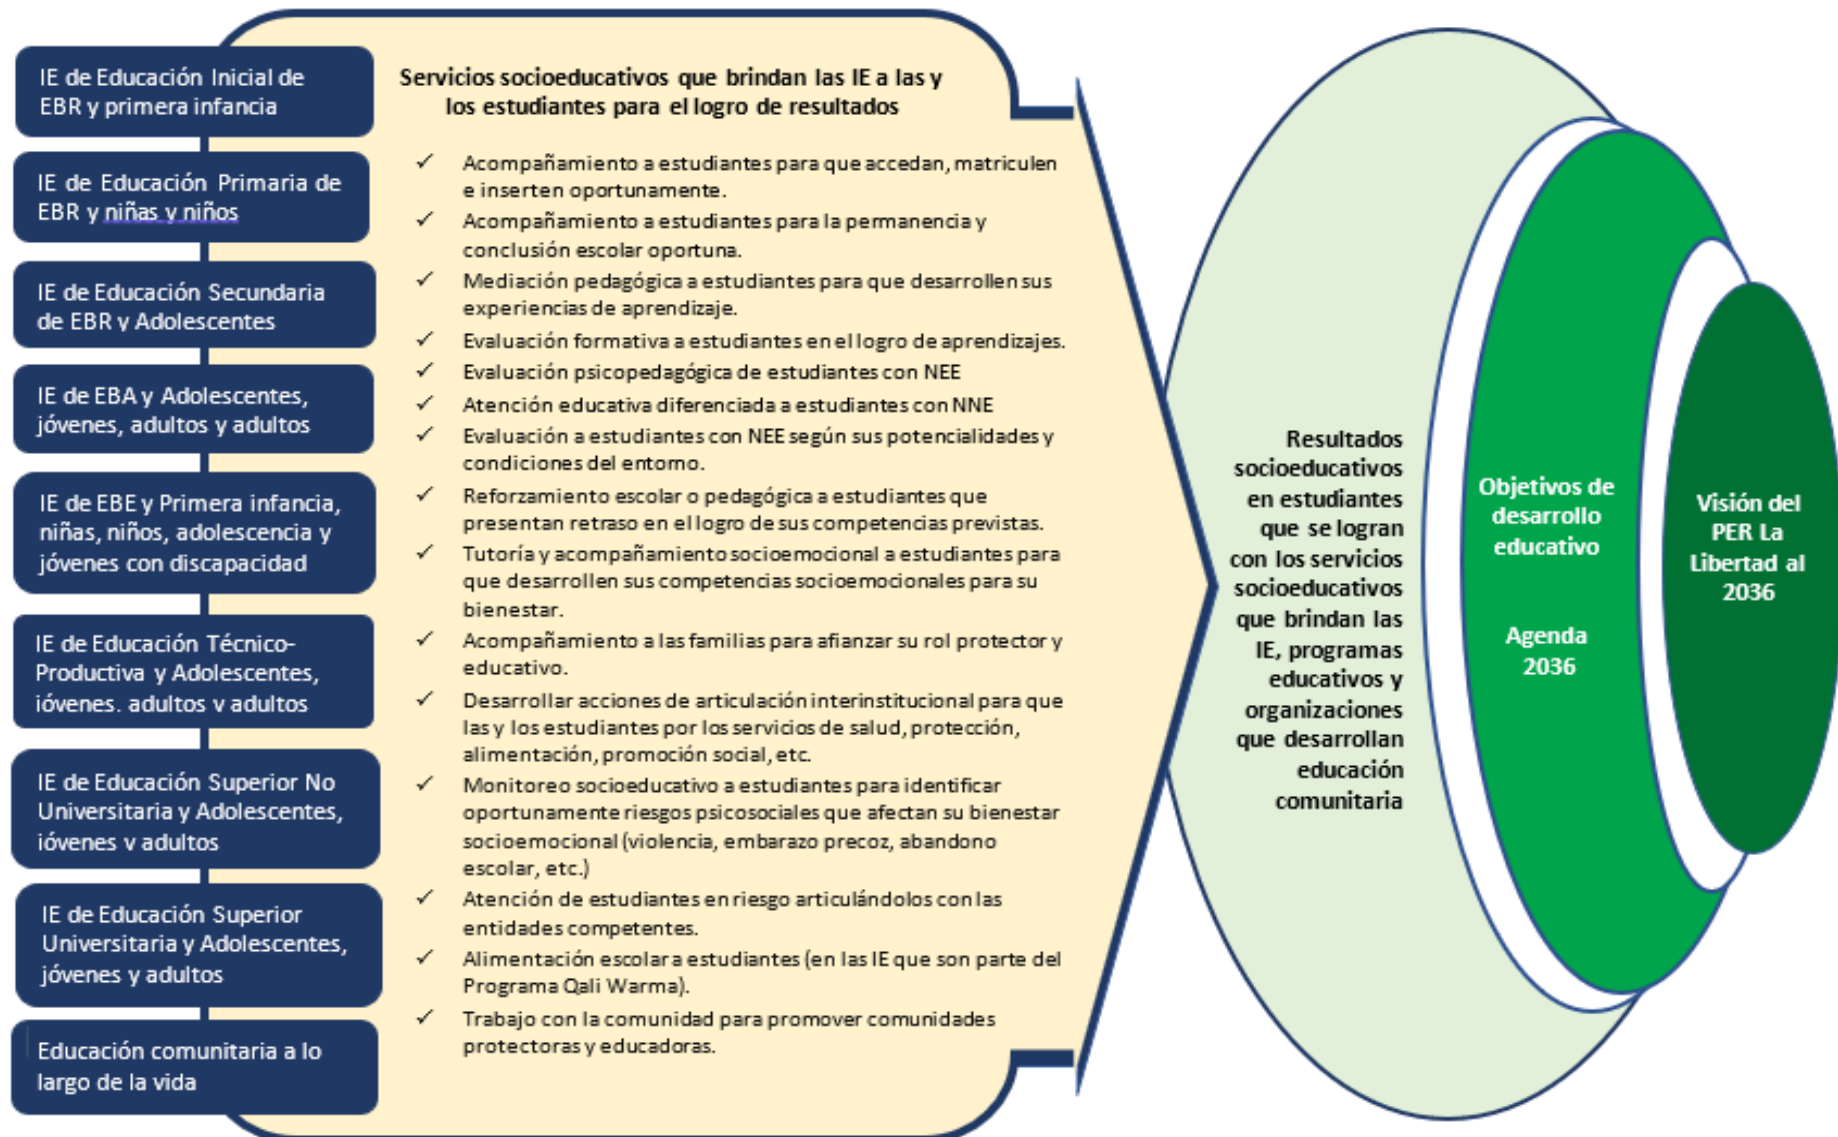 IE de Educación Inicial de
EBR y primera infancia
IE de Educación Primaria de
EBR y niñas y niños
IE de Educación Secundaria
de EBR y Adolescentes
IE de EBA y Adolescentes,
jóvenes, adultos y adultos
IE de EBE y Primera infancia,
niñas, niños, adolescencia y
jóvenes con discapacidad
IE de Educación Técnico-
Productiva y Adolescentes,
jóvenes, adultos y adultos
IE de Educación Superior No
Universitaria y Adolescentes,
jóvenes y adultos
IE de Educación Superior
Universitaria y Adolescentes,
jóvenes y adultos
Educación comunitaria a lo
largo de la vida
Servicios socioeducativos que brindan las IE a las y
los estudiantes para el logro de resultados
✓ Acompañamiento a estudiantes para que accedan, matriculen
e inserten oportunamente.
✓ Acompañamiento a estudiantes para la permanencia y
conclusión escolar oportuna.
✓ Mediación pedagógica a estudiantes para que desarrollen sus
experiencias de aprendizaje.
✓ Evaluación formativa a estudiantes en el logro de aprendizajes.
✓ Evaluación psicopedagógica de estudiantes con NEE
✓ Atención educativa diferenciada a estudiantes con NNE
✓ Evaluación a estudiantes con NEE según sus potencialidades y
condiciones del entorno.
✓ Reforzamiento escolar o pedagógica a estudiantes que
presentan retraso en el logro de sus competencias previstas.
✓ Tutoría y acompañamiento socioemocional a estudiantes para
que desarrollen sus competencias socioemocionales para su
bienestar.
✓ Acompañamiento a las familias para afianzar su rol protector y
educativo.
✓ Desarrollar acciones de articulación interinstitucional para que
las y los estudiantes por los servicios de salud, protección,
alimentación, promoción social, etc.
✓ Monitoreo socioeducativo a estudiantes para identificar
oportunamente riesgos psicosociales que afectan su bienestar
socioemocional (violencia, embarazo precoz, abandono
escolar, etc.)
✓ Atención de estudiantes en riesgo articulándolos con las
entidades competentes.
✓ Alimentación escolar a estudiantes (en las IE que son parte del
Programa Qali Warma).
✓ Trabajo con la comunidad para promover comunidades
protectoras y educadoras.
Resultados
socioeducativos
en estudiantes
que se logran
con los servicios
socioeducativos
que brindan las
IE, programas
educativos y
organizaciones
que desarrollan
educación
comunitaria
Objetivos de
desarrollo
educativo
Agenda
2036
Visión del
PER La
Libertad al
2036